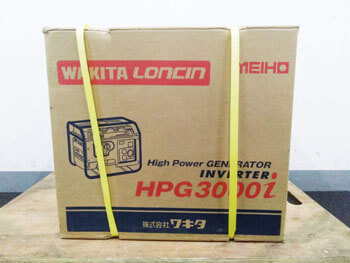 WAKITA LONCIN
MEIHO
High Power GENERATOR
INVERTER i
HPG3000i
株式会社ワキタ